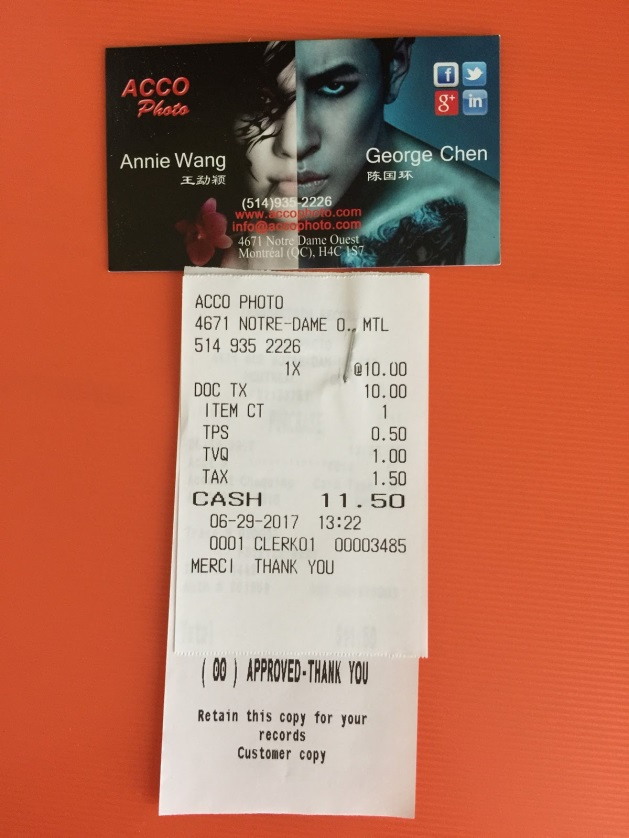 ACCO
Photo
Annie Wang
王勐颖
George Chen
陈国环
(514)935-2226
www.accophoto.com
info@accophoto.com
4671 Notre Dame Ouest
Montréal (QC), H4C 1S7
ACCO PHOTO
4671 NOTRE-DAME O., MTL
514 935 2226
1X @10.00
DOC TX 10.00
ITEM CT 1
TPS 0.50
TVQ 1.00
TAX 1.50
CASH 11.50
06-29-2017 13:22
0001 CLERK01 00003485
MERCI THANK YOU
(00) APPROVED-THANK YOU
Retain this copy for your
records
Customer copy